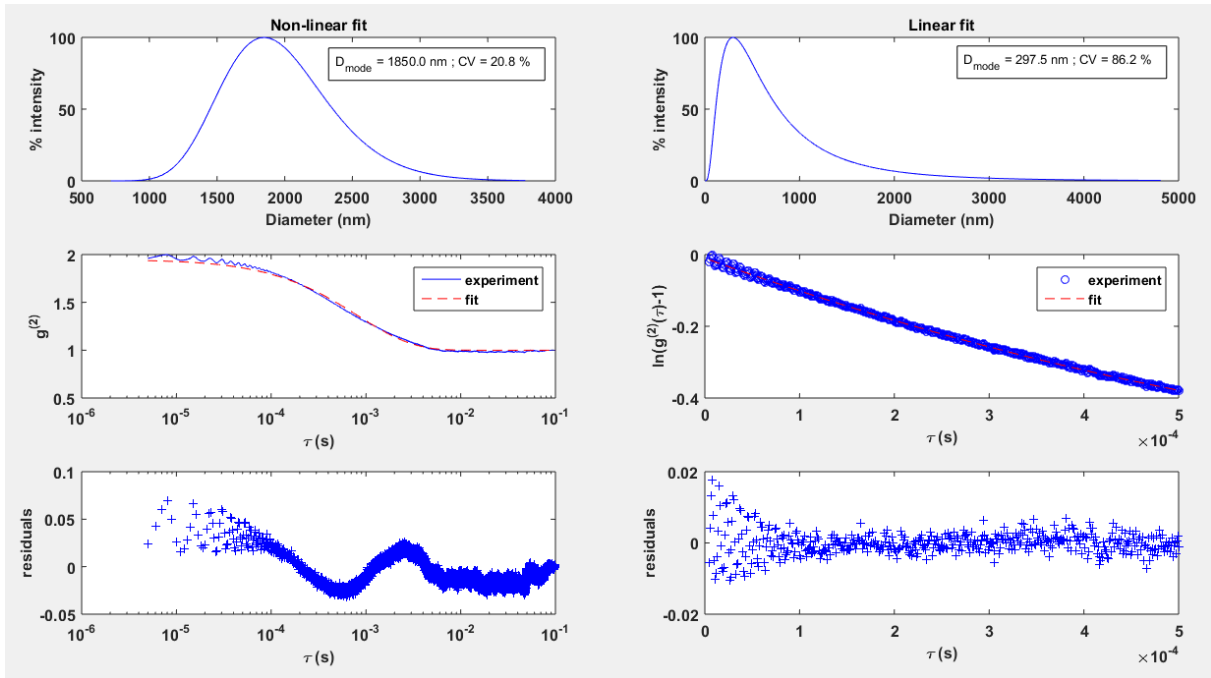 Non-linear fit
100
50
0
% intensity
D_mode = 1850.0 nm ; CV = 20.8 %
500 1000 1500 2000 2500 3000 3500 4000
Diameter (nm)
Linear fit
100
50
0
% intensity
D_mode = 297.5 nm ; CV = 86.2 %
0 1000 2000 3000 4000 5000
Diameter (nm)
2
1.5
1
0.5
g^(2)
experiment
fit
10^-6 10^-5 10^-4 10^-3 10^-2 10^-1
τ (s)
0
-0.2
-0.4
ln(g^(2)(τ)-1)
experiment
fit
0 1 2 3 4 5
τ (s)
×10^-4
0.1
0.05
0
-0.05
residuals
10^-6 10^-5 10^-4 10^-3 10^-2 10^-1
τ (s)
0.02
0
-0.02
residuals
0 1 2 3 4 5
τ (s)
×10^-4